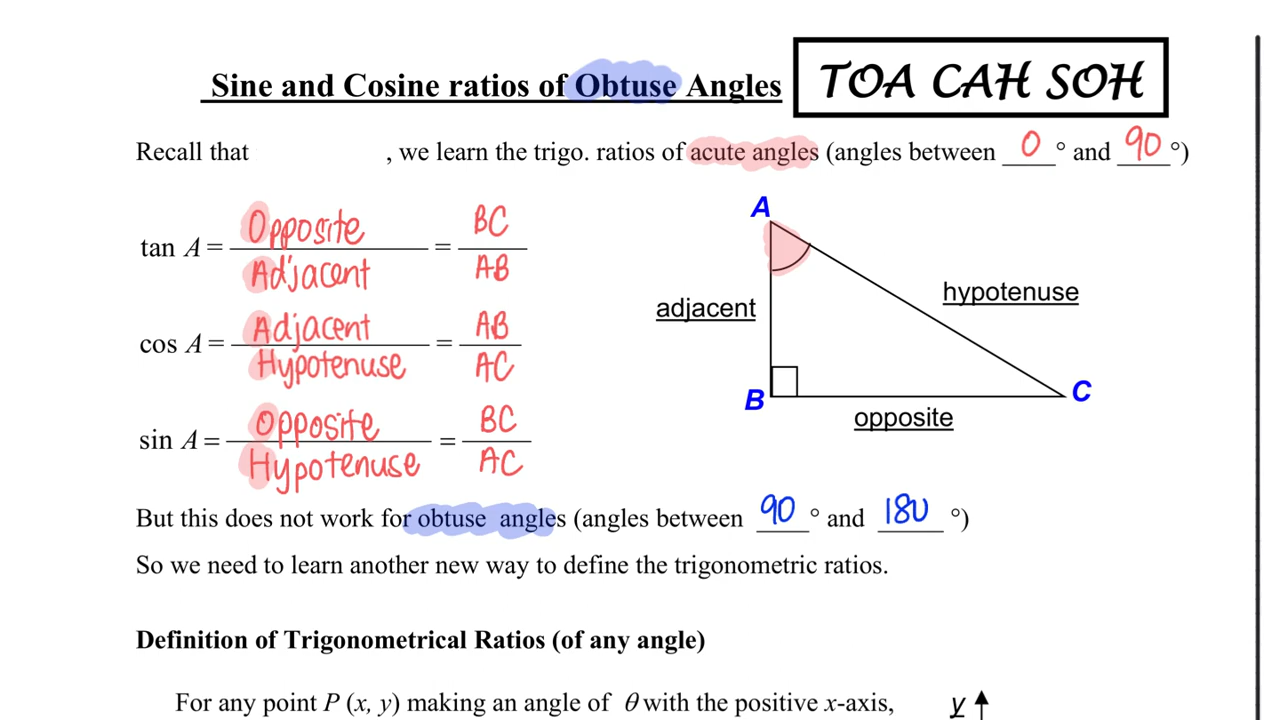 Sine and Cosine ratios of Obtuse Angles
TOA CAH SOH
Recall that , we learn the trigo. ratios of acute angles (angles between 0° and 90°)
tan A = Opposite / Adjacent = BC / AB
cos A = Adjacent / Hypotenuse = AB / AC
sin A = Opposite / Hypotenuse = BC / AC
A
adjacent
hypotenuse
B
C
opposite
But this does not work for obtuse angles (angles between 90° and 180°)
So we need to learn another new way to define the trigonometric ratios.
Definition of Trigonometrical Ratios (of any angle)
For any point P (x, y) making an angle of θ with the positive x-axis,
y